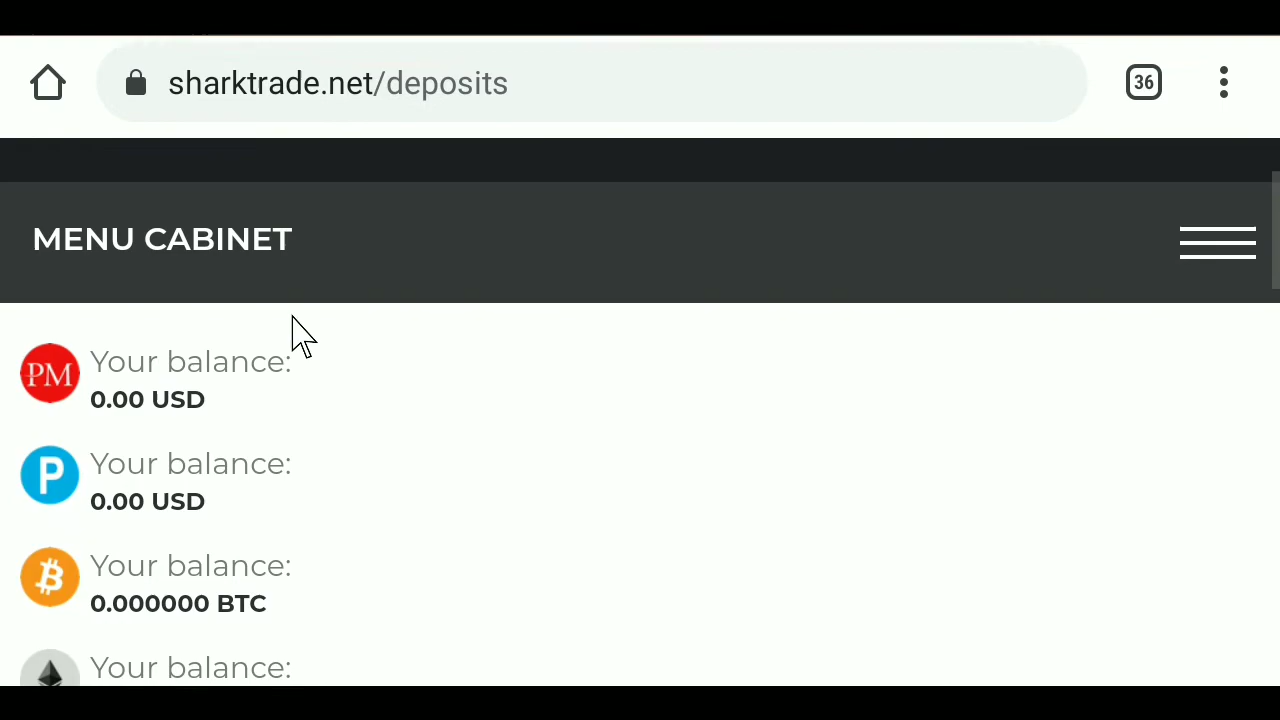 sharktrade.net/deposits
36
MENU CABINET
PM
Your balance:
0.00 USD
P
Your balance:
0.00 USD
Your balance:
0.000000 BTC
Your balance: